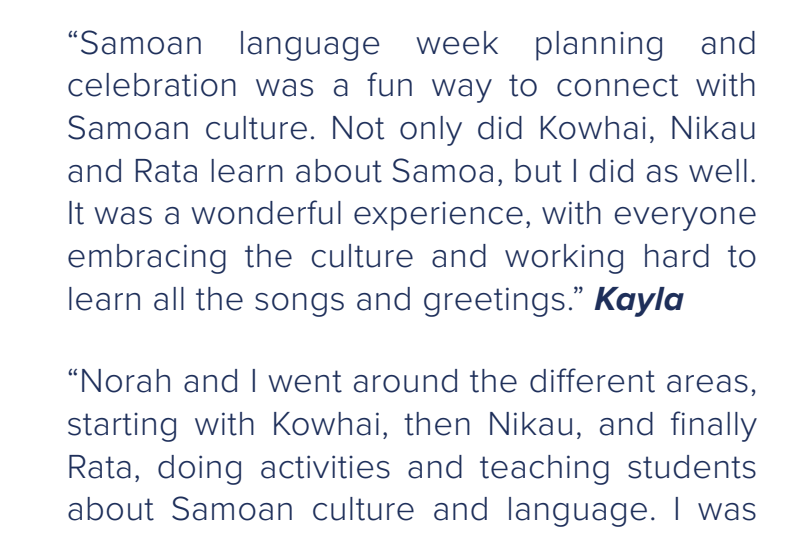 “Samoan language week planning and
celebration was a fun way to connect with
Samoan culture. Not only did Kowhai, Nikau
and Rata learn about Samoa, but I did as well.
It was a wonderful experience, with everyone
embracing the culture and working hard to
learn all the songs and greetings.” Kayla
“Norah and I went around the different areas,
starting with Kowhai, then Nikau, and finally
Rata, doing activities and teaching students
about Samoan culture and language. I was